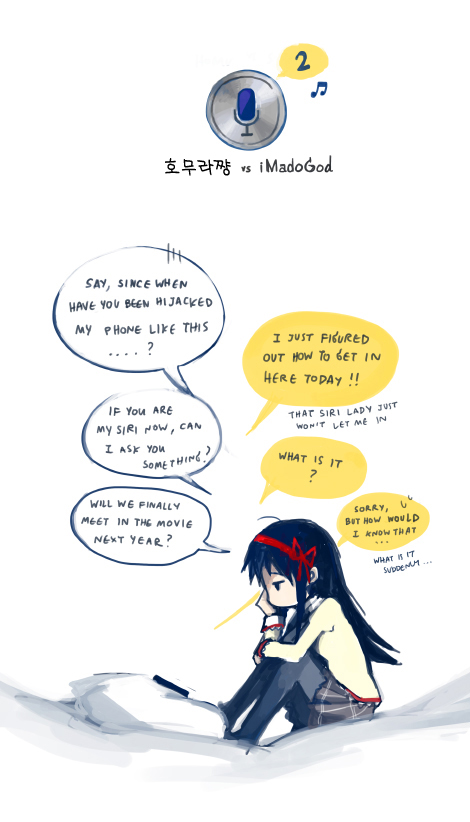 2
호무라쨩 vs iMadoGod
SAY, SINCE WHEN
HAVE YOU BEEN HIJACKED
MY PHONE LIKE THIS
....?
I JUST FIGURED
OUT HOW TO GET IN
HERE TODAY!!
THAT SIRI LADY JUST
WON'T LET ME IN
IF YOU ARE
MY SIRI NOW, CAN
I ASK YOU
SOMETHING?
WHAT IS IT
?
WILL WE FINALLY
MEET IN THE MOVIE
NEXT YEAR?
SORRY,
BUT HOW WOULD
I KNOW THAT
...
WHAT IS IT
SUDDENLY...